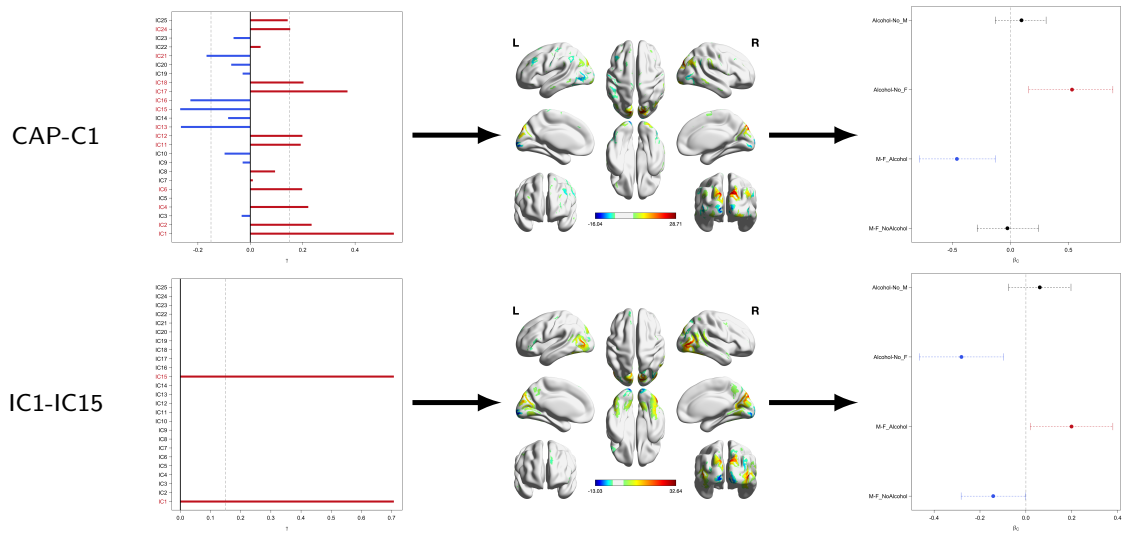 CAP-C1
IC25
IC24
IC23
IC22
IC21
IC20
IC19
IC18
IC17
IC16
IC15
IC14
IC13
IC12
IC11
IC10
IC9
IC8
IC7
IC6
IC5
IC4
IC3
IC2
IC1
-0.2 0.0 0.2 0.4
γ
L R
-16.04 28.71
Alcohol-No_M
Alcohol-No_F
M-F_Alcohol
M-F_NoAlcohol
-0.5 0.0 0.5
βc
IC1-IC15
IC25
IC24
IC23
IC22
IC21
IC20
IC19
IC18
IC17
IC16
IC15
IC14
IC13
IC12
IC11
IC10
IC9
IC8
IC7
IC6
IC5
IC4
IC3
IC2
IC1
0.0 0.1 0.2 0.3 0.4 0.5 0.6 0.7
γ
L R
-13.03 32.64
Alcohol-No_M
Alcohol-No_F
M-F_Alcohol
M-F_NoAlcohol
-0.4 -0.2 0.0 0.2 0.4
βc